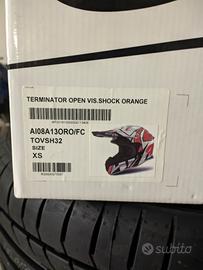 TERMINATOR OPEN VIS.SHOCK ORANGE
AI08A13ORO/FC
TOVSH32
SIZE
XS
subito